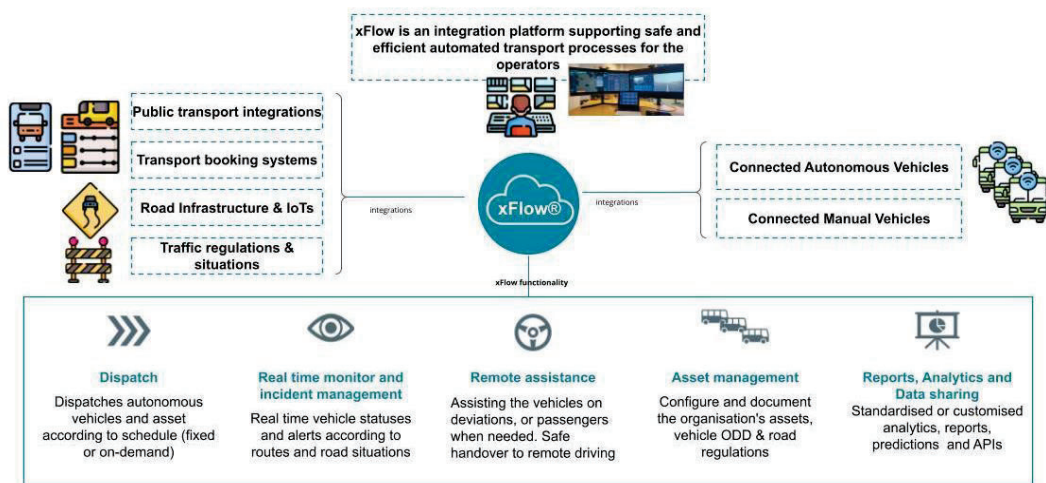 xFlow is an integration platform supporting safe and
efficient automated transport processes for the
operators
Public transport integrations
Transport booking systems
Road Infrastructure & IoTs
Traffic regulations &
situations
integrations
xFlow®
integrations
Connected Autonomous Vehicles
Connected Manual Vehicles
xFlow functionality
Dispatch
Dispatches autonomous
vehicles and asset
according to schedule (fixed
or on-demand)
Real time monitor and
incident management
Real time vehicle statuses
and alerts according to
routes and road situations
Remote assistance
Assisting the vehicles on
deviations, or passengers
when needed. Safe
handover to remote driving
Asset management
Configure and document
the organisation's assets,
vehicle ODD & road
regulations
Reports, Analytics and
Data sharing
Standardised or customised
analytics, reports,
predictions and APIs